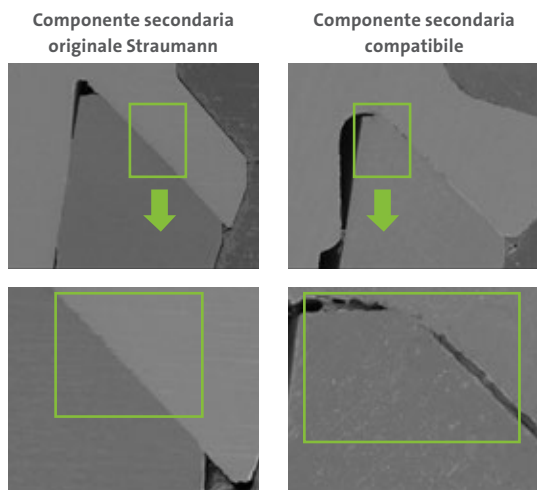 Componente secondaria
originale Straumann
Componente secondaria
compatibile